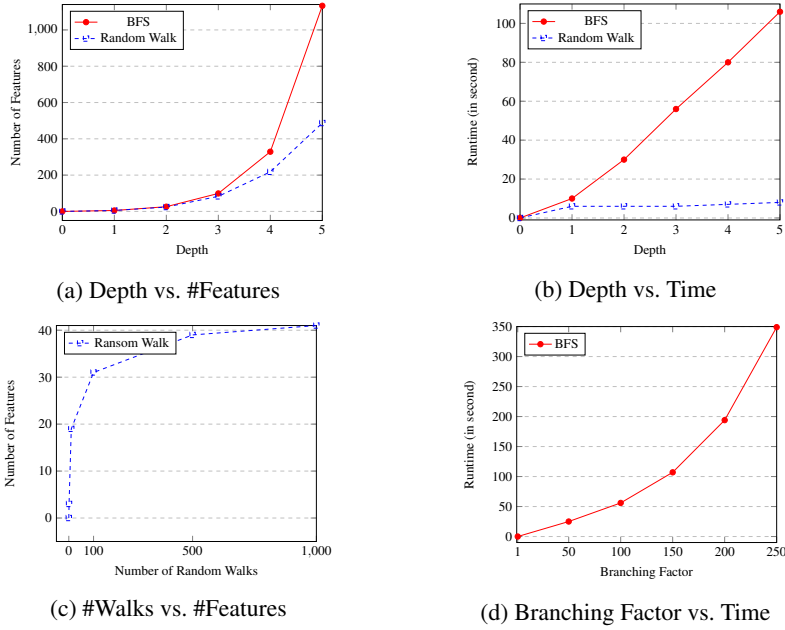 BFS
Random Walk
Number of Features
1,000
800
600
400
200
0
0 1 2 3 4 5
Depth
(a) Depth vs. #Features
BFS
Random Walk
Runtime (in second)
100
80
60
40
20
0
0 1 2 3 4 5
Depth
(b) Depth vs. Time
Ransom Walk
Number of Features
40
30
20
10
0
0 100 500 1,000
Number of Random Walks
(c) #Walks vs. #Features
BFS
Runtime (in second)
350
300
250
200
150
100
50
0
1 50 100 150 200 250
Branching Factor
(d) Branching Factor vs. Time